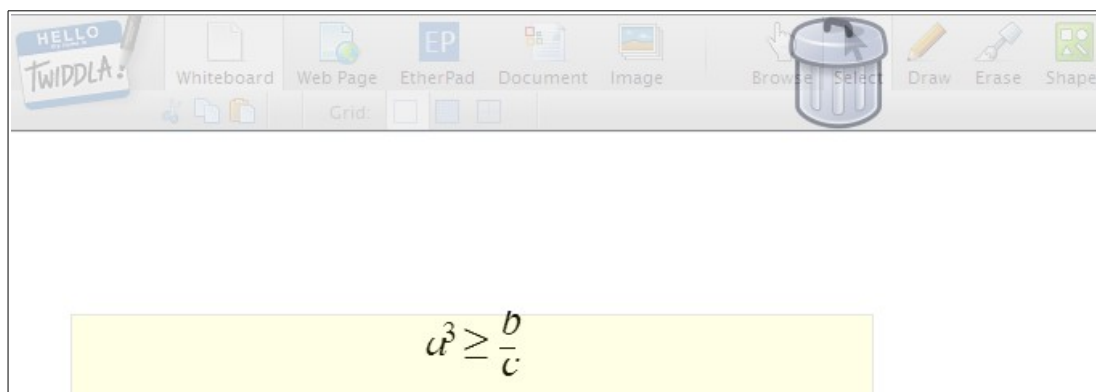 HELLO
TWIDDLA!
Whiteboard Web Page EtherPad Document Image Browse Select Draw Erase Shape
EP
Grid:
a³ ≥ b/c